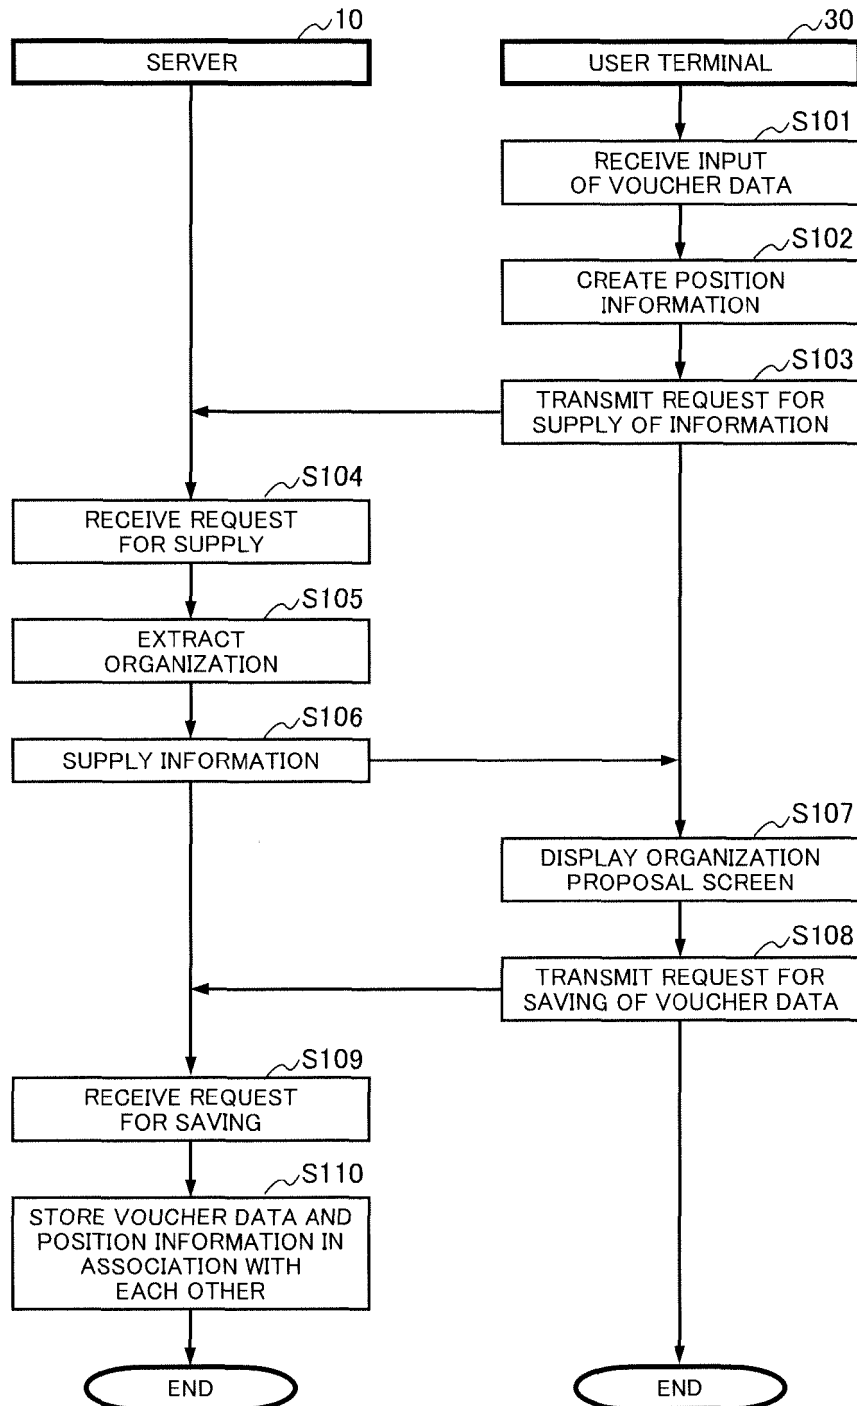 10
30
SERVER
USER TERMINAL
S101
RECEIVE INPUT
OF VOUCHER DATA
S102
CREATE POSITION
INFORMATION
S103
TRANSMIT REQUEST FOR
SUPPLY OF INFORMATION
S104
RECEIVE REQUEST
FOR SUPPLY
S105
EXTRACT
ORGANIZATION
S106
SUPPLY INFORMATION
S107
DISPLAY ORGANIZATION
PROPOSAL SCREEN
S108
TRANSMIT REQUEST FOR
SAVING OF VOUCHER DATA
S109
RECEIVE REQUEST
FOR SAVING
S110
STORE VOUCHER DATA AND
POSITION INFORMATION IN
ASSOCIATION WITH
EACH OTHER
END
END